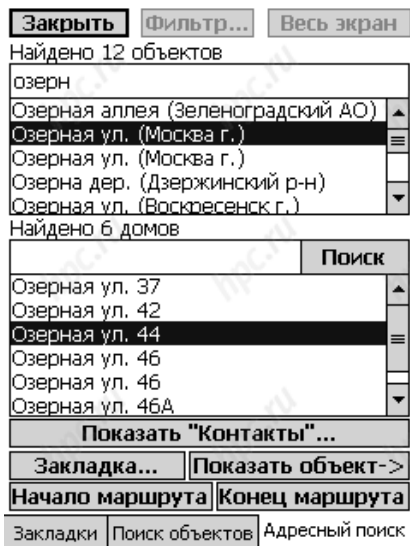 Закрыть Фильтр... Весь экран
Найдено 12 объектов
озерн
Озерная аллея (Зеленоградский АО)
Озерная ул. (Москва г.)
Озерная ул. (Москва г.)
Озерна дер. (Дзержинский р-н)
Озерная ул. (Воскресенск г.)
Найдено 6 домов
Поиск
Озерная ул. 37
Озерная ул. 42
Озерная ул. 44
Озерная ул. 46
Озерная ул. 46
Озерная ул. 46А
Показать "Контакты"...
Закладка... Показать объект->
Начало маршрута Конец маршрута
Закладки Поиск объектов Адресный поиск